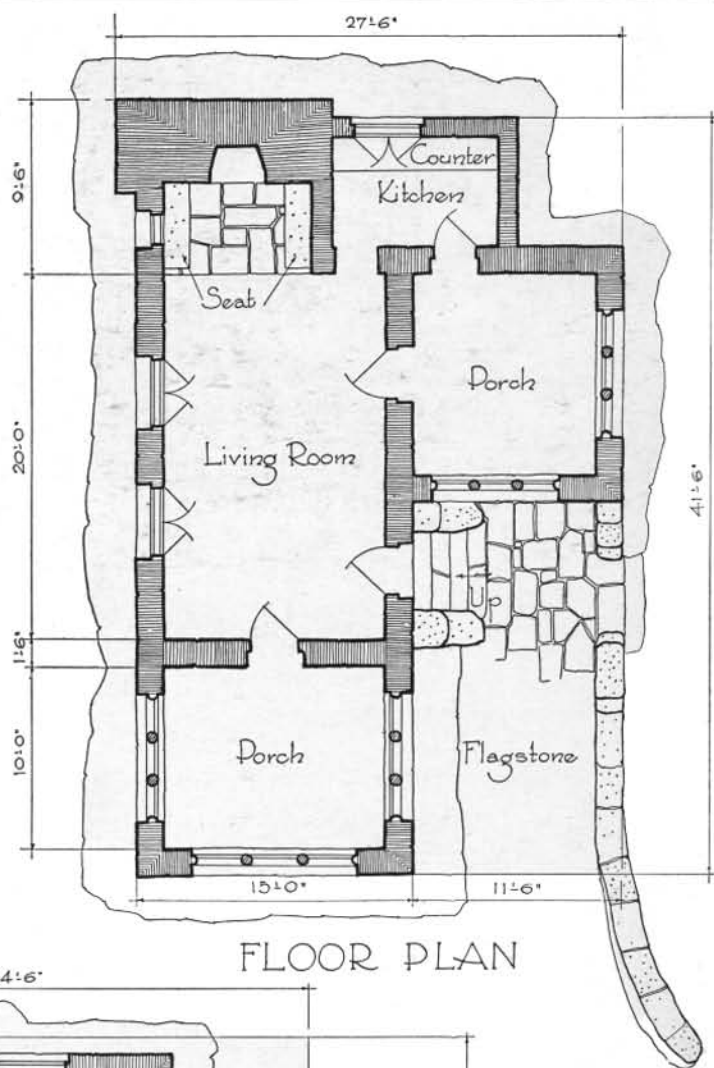 27'-6"
Counter
Kitchen
9'-6"
Seat
Porch
Living Room
20'-0"
41'-6"
Up
1'-6"
10'-0"
Porch
Flagstone
15'-0"
11'-6"
FLOOR PLAN
4'-6"